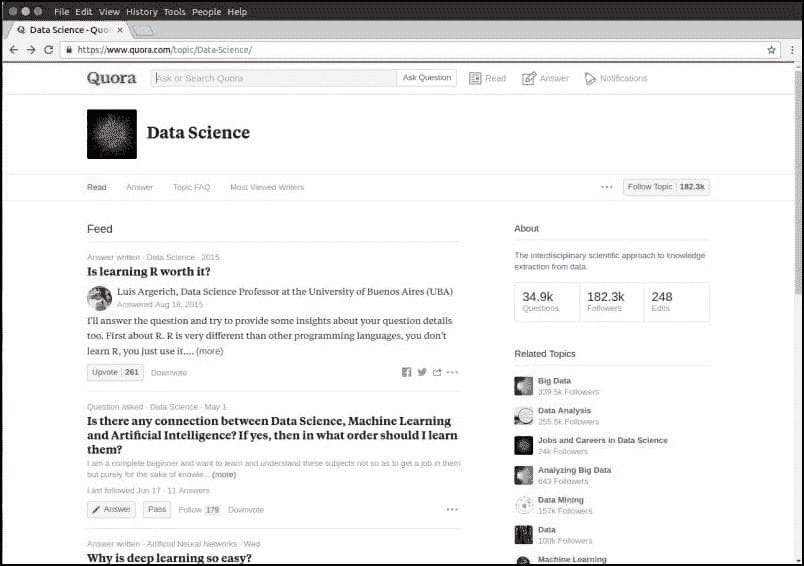 File Edit View History Tools People Help
Data Science - Quo
https://www.quora.com/topic/Data-Science/
Quora
Ask or Search Quora
Ask Question
Read
Answer
Notifications
Data Science
Read
Answer
Topic FAQ
Most Viewed Writers
Follow Topic 182.3k
Feed
Answer written · Data Science · 2015
Is learning R worth it?
Luis Argerich, Data Science Professor at the University of Buenos Aires (UBA)
Answered Aug 18, 2015
I'll answer the question and try to provide some insights about your question details
too. First about R. R is very different than other programming languages, you don't
learn R, you just use it.... (more)
Upvote 261
Downvote
Question asked · Data Science · May 1
Is there any connection between Data Science, Machine Learning
and Artificial Intelligence? If yes, then in what order should I learn
them?
I am a complete beginner and want to learn and understand these subjects not so as to get a job in them
but purely for the sake of knowle... (more)
Last followed Jun 17 · 11 Answers
Answer
Pass
Follow 179
Downvote
Answer written · Artificial Neural Networks · Wed
Why is deep learning so easy?
About
The interdisciplinary scientific approach to knowledge
extraction from data.
34.9k
Questions
182.3k
Followers
248
Edits
Related Topics
Big Data
339.5k Followers
Data Analysis
255.5k Followers
Jobs and Careers in Data Science
24k Followers
Analyzing Big Data
643 Followers
Data Mining
157k Followers
Data
100k Followers
Machine Learning